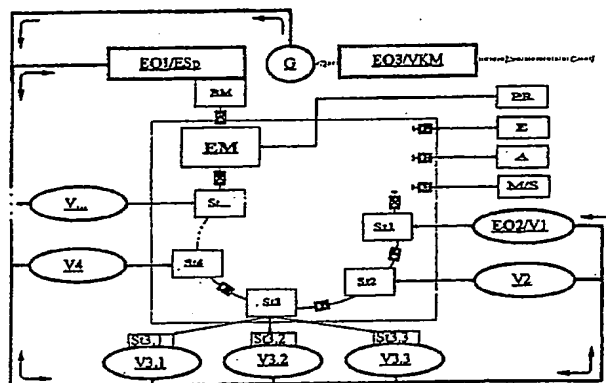 EO1/ESp
G
EO3/VKM
BM
PR
EM
E
A
M/S
St...
V...
St1
EO2/V1
V4
St4
St2
V2
St3
St3,1
St3,2
St3,3
V3.1
V3.2
V3.3